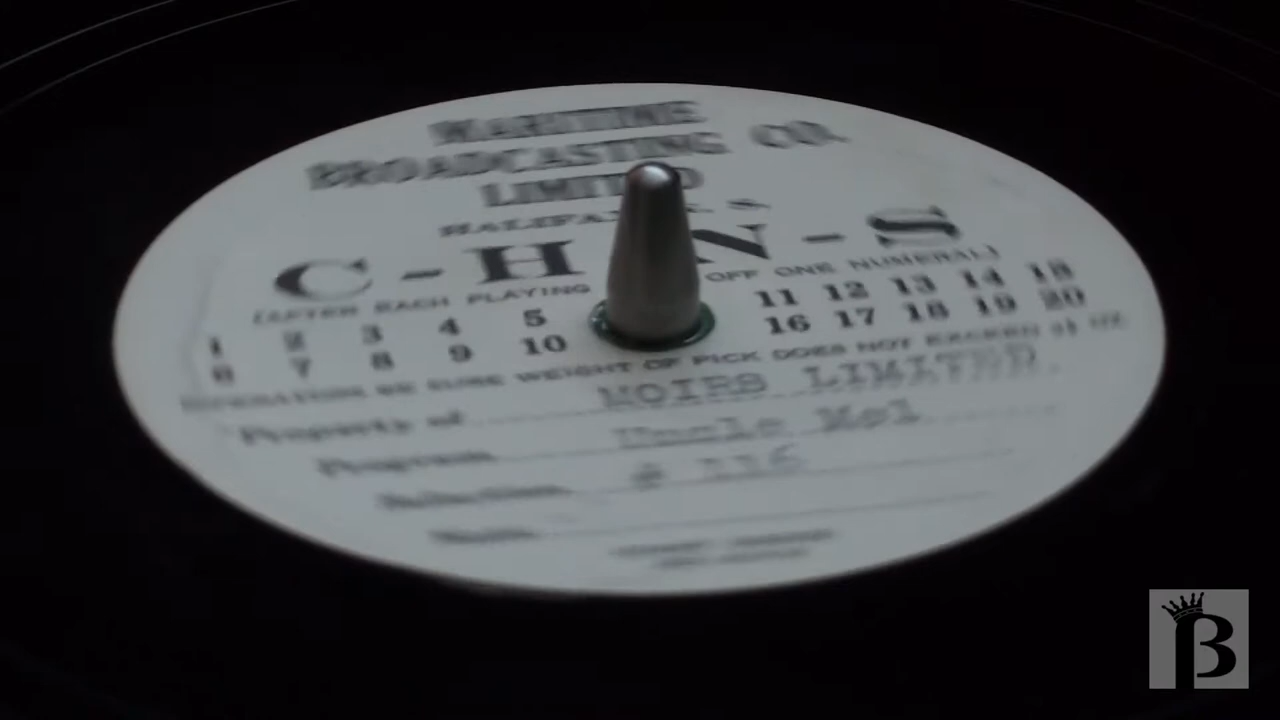 MARITIME
BROADCASTING CO.
LIMITED
HALIFAX N. S.
C - H N - S
(AFTER EACH PLAYING OFF ONE NUMERAL)
1 2 3 4 5 11 12 13 14 15
6 7 8 9 10 16 17 18 19 20
BE SURE WEIGHT OF PICK DOES NOT EXCEED
Property of MOIRS LIMITED.
Program Uncle Mel
Selection # 116
B